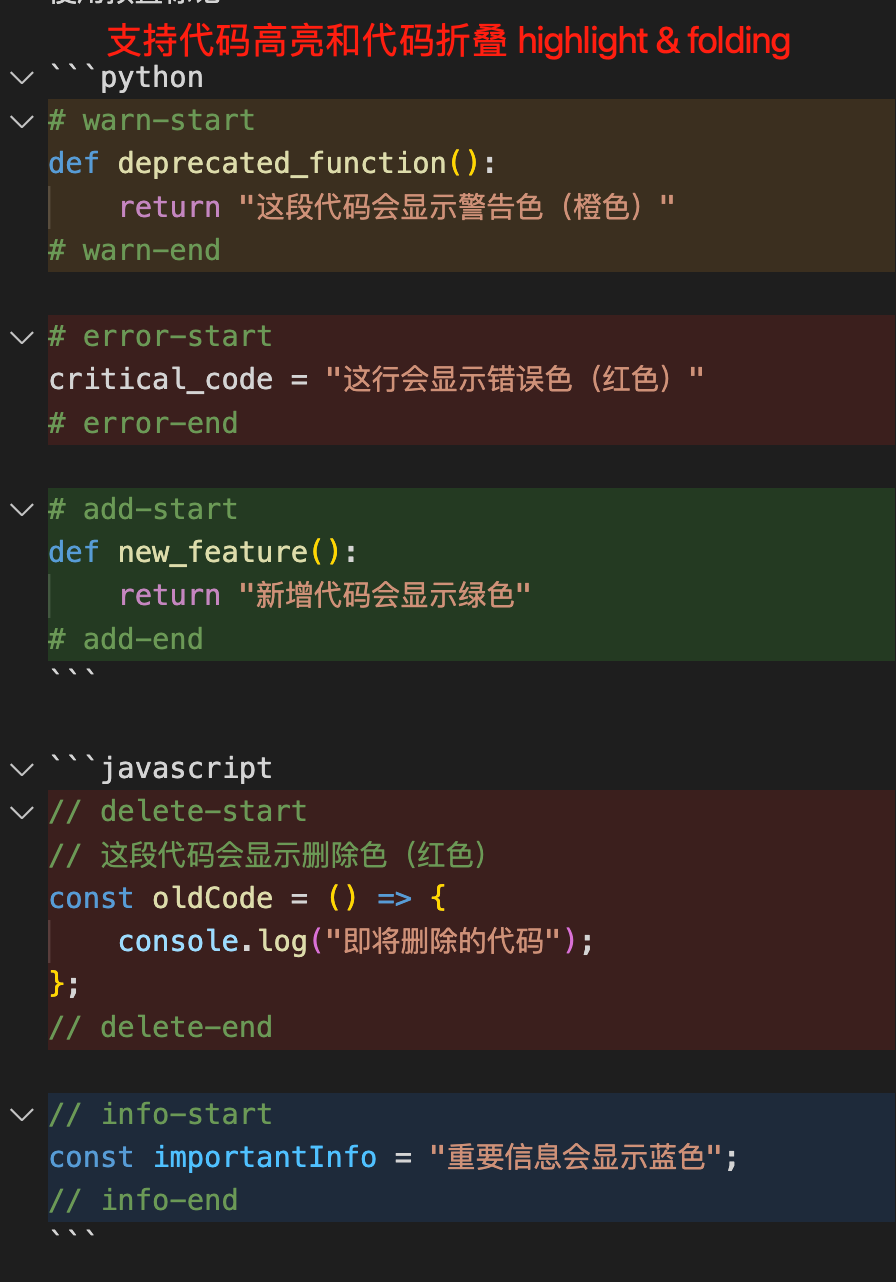 支持代码高亮和代码折叠 highlight & folding
```python
# warn-start
def deprecated_function():
    return "这段代码会显示警告色（橙色）"
# warn-end
# error-start
critical_code = "这行会显示错误色（红色）"
# error-end
# add-start
def new_feature():
    return "新增代码会显示绿色"
# add-end
```
```javascript
// delete-start
// 这段代码会显示删除色（红色）
const oldCode = () => {
    console.log("即将删除的代码");
};
// delete-end
// info-start
const importantInfo = "重要信息会显示蓝色";
// info-end
```